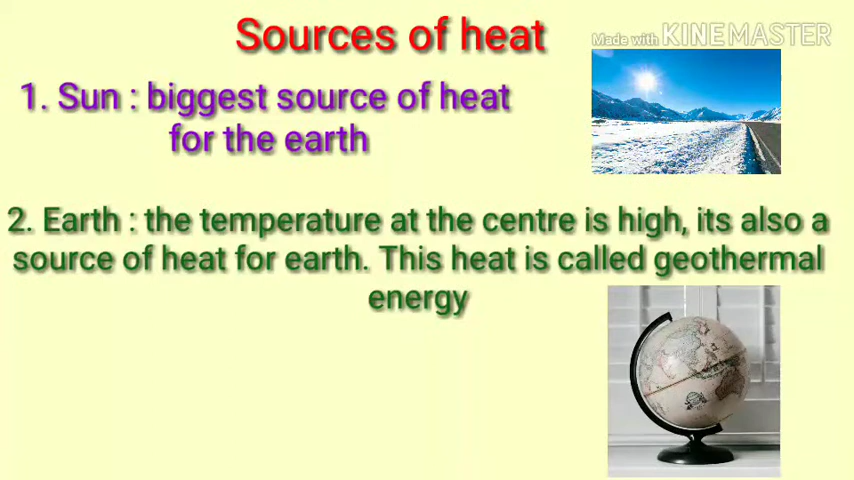 Sources of heat
Made with KINEMASTER
1. Sun : biggest source of heat
for the earth
2. Earth : the temperature at the centre is high, its also a
source of heat for earth. This heat is called geothermal
energy